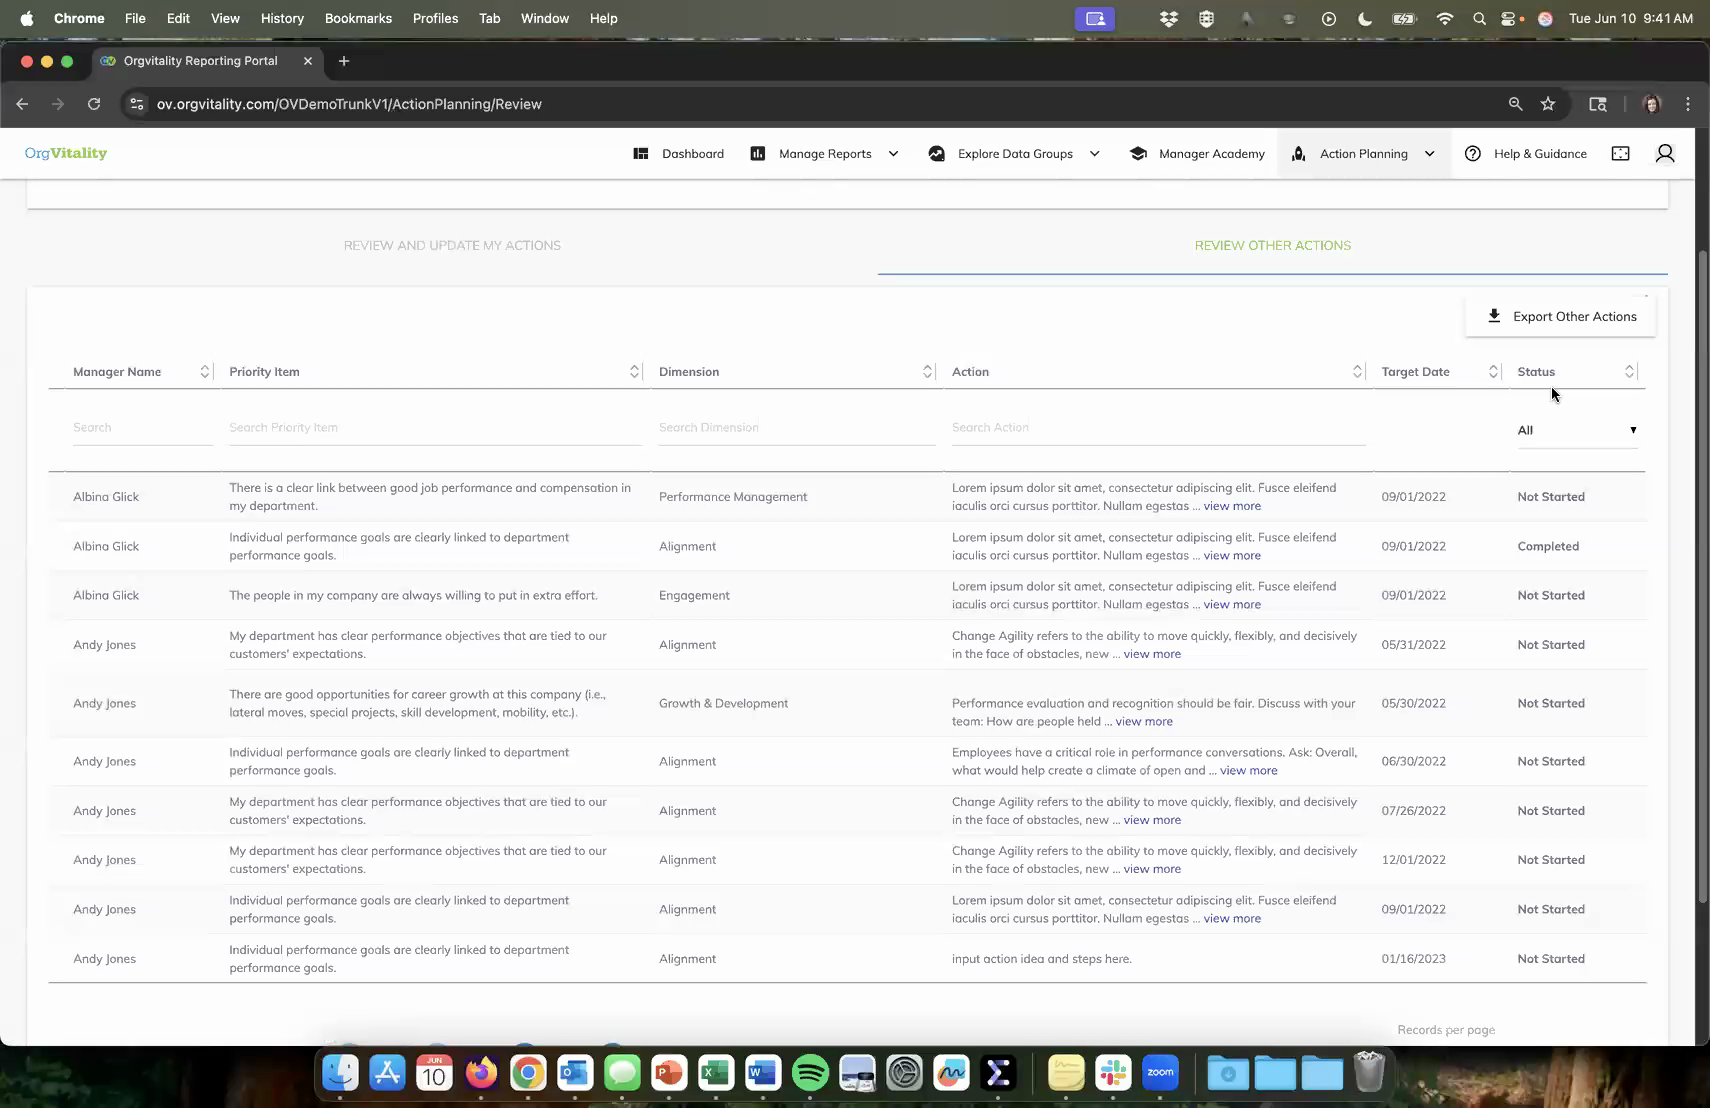 Chrome File Edit View History Bookmarks Profiles Tab Window Help Tue Jun 10 9:41 AM
Orgvitality Reporting Portal
ov.orgvitality.com/OVDemoTrunkV1/ActionPlanning/Review
OrgVitality Dashboard Manage Reports Explore Data Groups Manager Academy Action Planning Help & Guidance
REVIEW AND UPDATE MY ACTIONS REVIEW OTHER ACTIONS
Export Other Actions
Manager Name Priority Item Dimension Action Target Date Status
Search Search Priority Item Search Dimension Search Action All
There is a clear link between good job performance and compensation in Lorem ipsum dolor sit amet, consectetur adipiscing elit. Fusce eleifend
Albina Glick Performance Management 09/01/2022 Not Started
my department. iaculis orci cursus porttitor. Nullam egestas ... view more
Individual performance goals are clearly linked to department Lorem ipsum dolor sit amet, consectetur adipiscing elit. Fusce eleifend
Albina Glick Alignment 09/01/2022 Completed
performance goals. iaculis orci cursus porttitor. Nullam egestas ... view more
Lorem ipsum dolor sit amet, consectetur adipiscing elit. Fusce eleifend
Albina Glick The people in my company are always willing to put in extra effort. Engagement 09/01/2022 Not Started
iaculis orci cursus porttitor. Nullam egestas ... view more
My department has clear performance objectives that are tied to our Change Agility refers to the ability to move quickly, flexibly, and decisively
Andy Jones Alignment 05/31/2022 Not Started
customers' expectations. in the face of obstacles, new ... view more
There are good opportunities for career growth at this company (i.e.,
Andy Jones Growth & Development Performance evaluation and recognition should be fair. Discuss with your 05/30/2022 Not Started
lateral moves, special projects, skill development, mobility, etc.). team: How are people held ... view more
Individual performance goals are clearly linked to department Employees have a critical role in performance conversations. Ask: Overall,
Andy Jones Alignment 06/30/2022 Not Started
performance goals. what would help create a climate of open and ... view more
My department has clear performance objectives that are tied to our Change Agility refers to the ability to move quickly, flexibly, and decisively
Andy Jones Alignment 07/26/2022 Not Started
customers' expectations. in the face of obstacles, new ... view more
My department has clear performance objectives that are tied to our Change Agility refers to the ability to move quickly, flexibly, and decisively
Andy Jones Alignment 12/01/2022 Not Started
customers' expectations. in the face of obstacles, new ... view more
Individual performance goals are clearly linked to department Lorem ipsum dolor sit amet, consectetur adipiscing elit. Fusce eleifend
Andy Jones Alignment 09/01/2022 Not Started
performance goals. iaculis orci cursus porttitor. Nullam egestas ... view more
Individual performance goals are clearly linked to department
Andy Jones Alignment input action idea and steps here. 01/16/2023 Not Started
performance goals.
Records per page
JUN
10
zoom